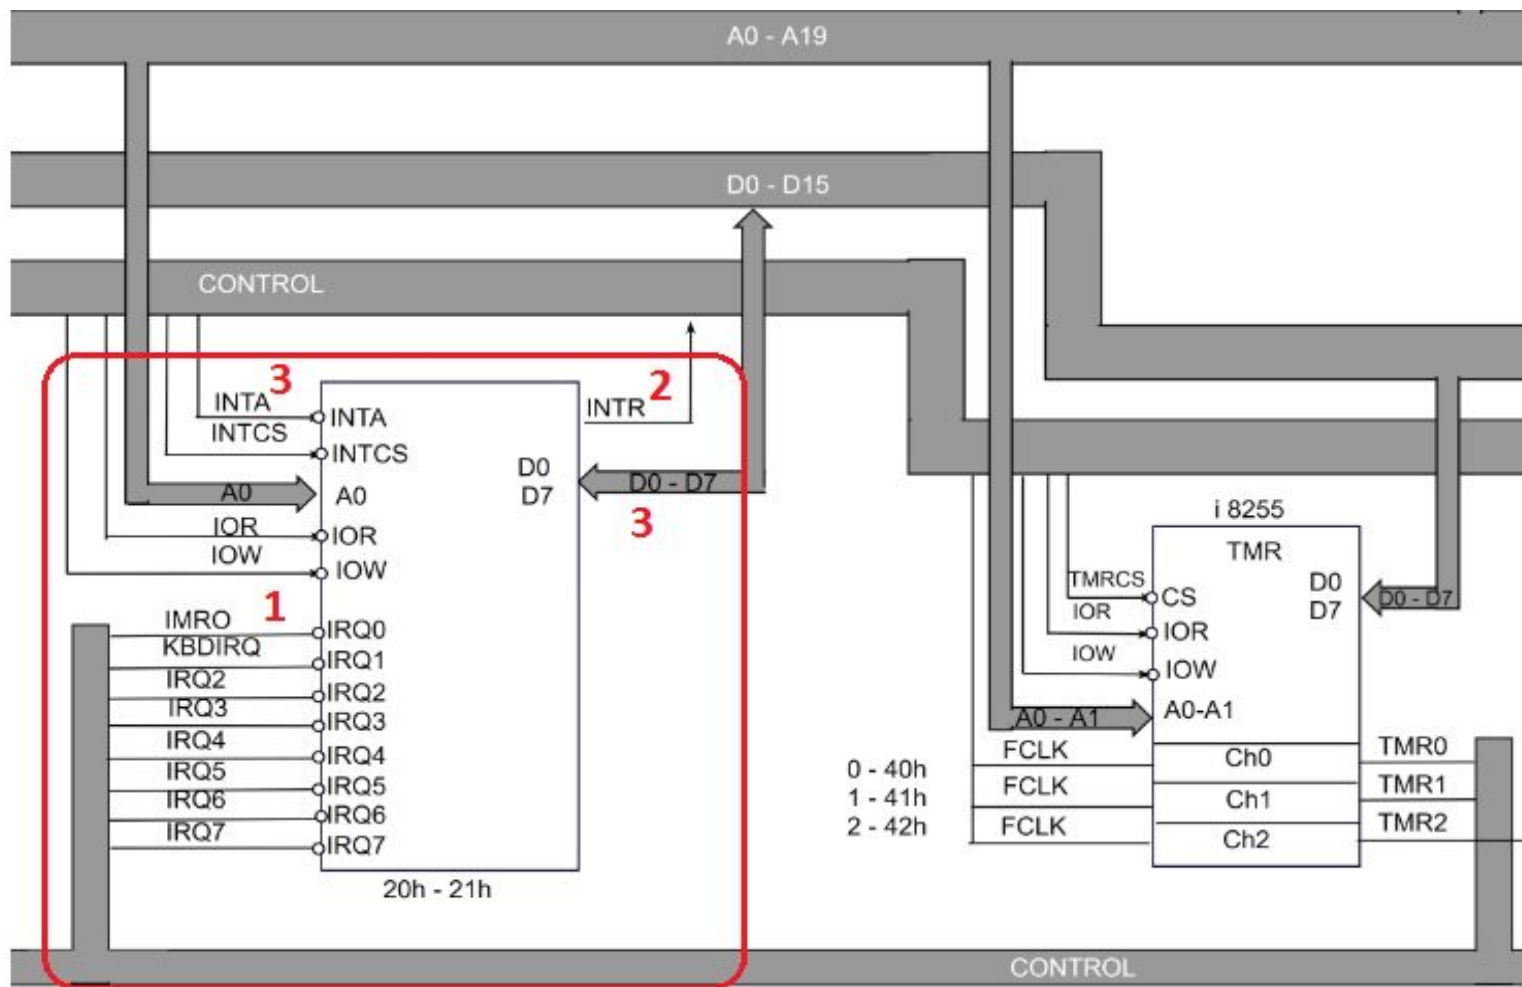 A0 - A19
D0 - D15
CONTROL
3
INTA
INTCS
A0
IOR
IOW
1
IMRO
KBDIRQ
IRQ2
IRQ3
IRQ4
IRQ5
IRQ6
IRQ7
INTA
INTCS
A0
IOR
IOW
IRQ0
IRQ1
IRQ2
IRQ3
IRQ4
IRQ5
IRQ6
IRQ7
D0
D7
20h - 21h
2
INTR
D0 - D7
3
i 8255
TMR
TMRCS
IOR
IOW
A0 - A1
FCLK
FCLK
FCLK
0 - 40h
1 - 41h
2 - 42h
CS
IOR
IOW
A0-A1
Ch0
Ch1
Ch2
D0
D7
D0 - D7
TMR0
TMR1
TMR2
CONTROL